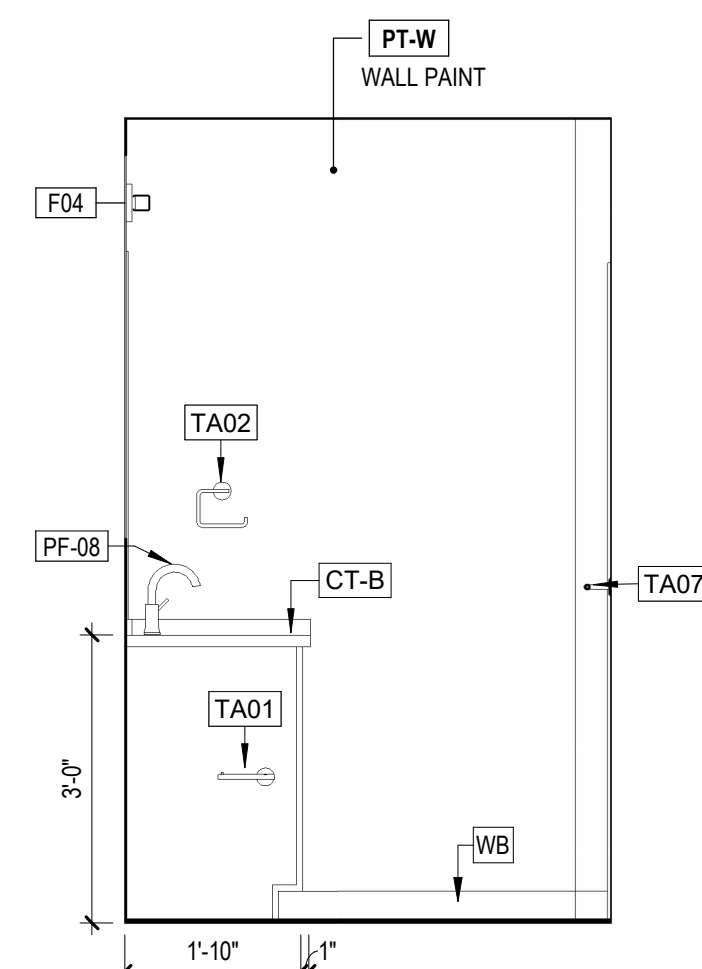 PT-W
WALL PAINT
F04
TA02
PF-08
CT-B
TA07
TA01
3'-0"
WB
1'-10"
1"